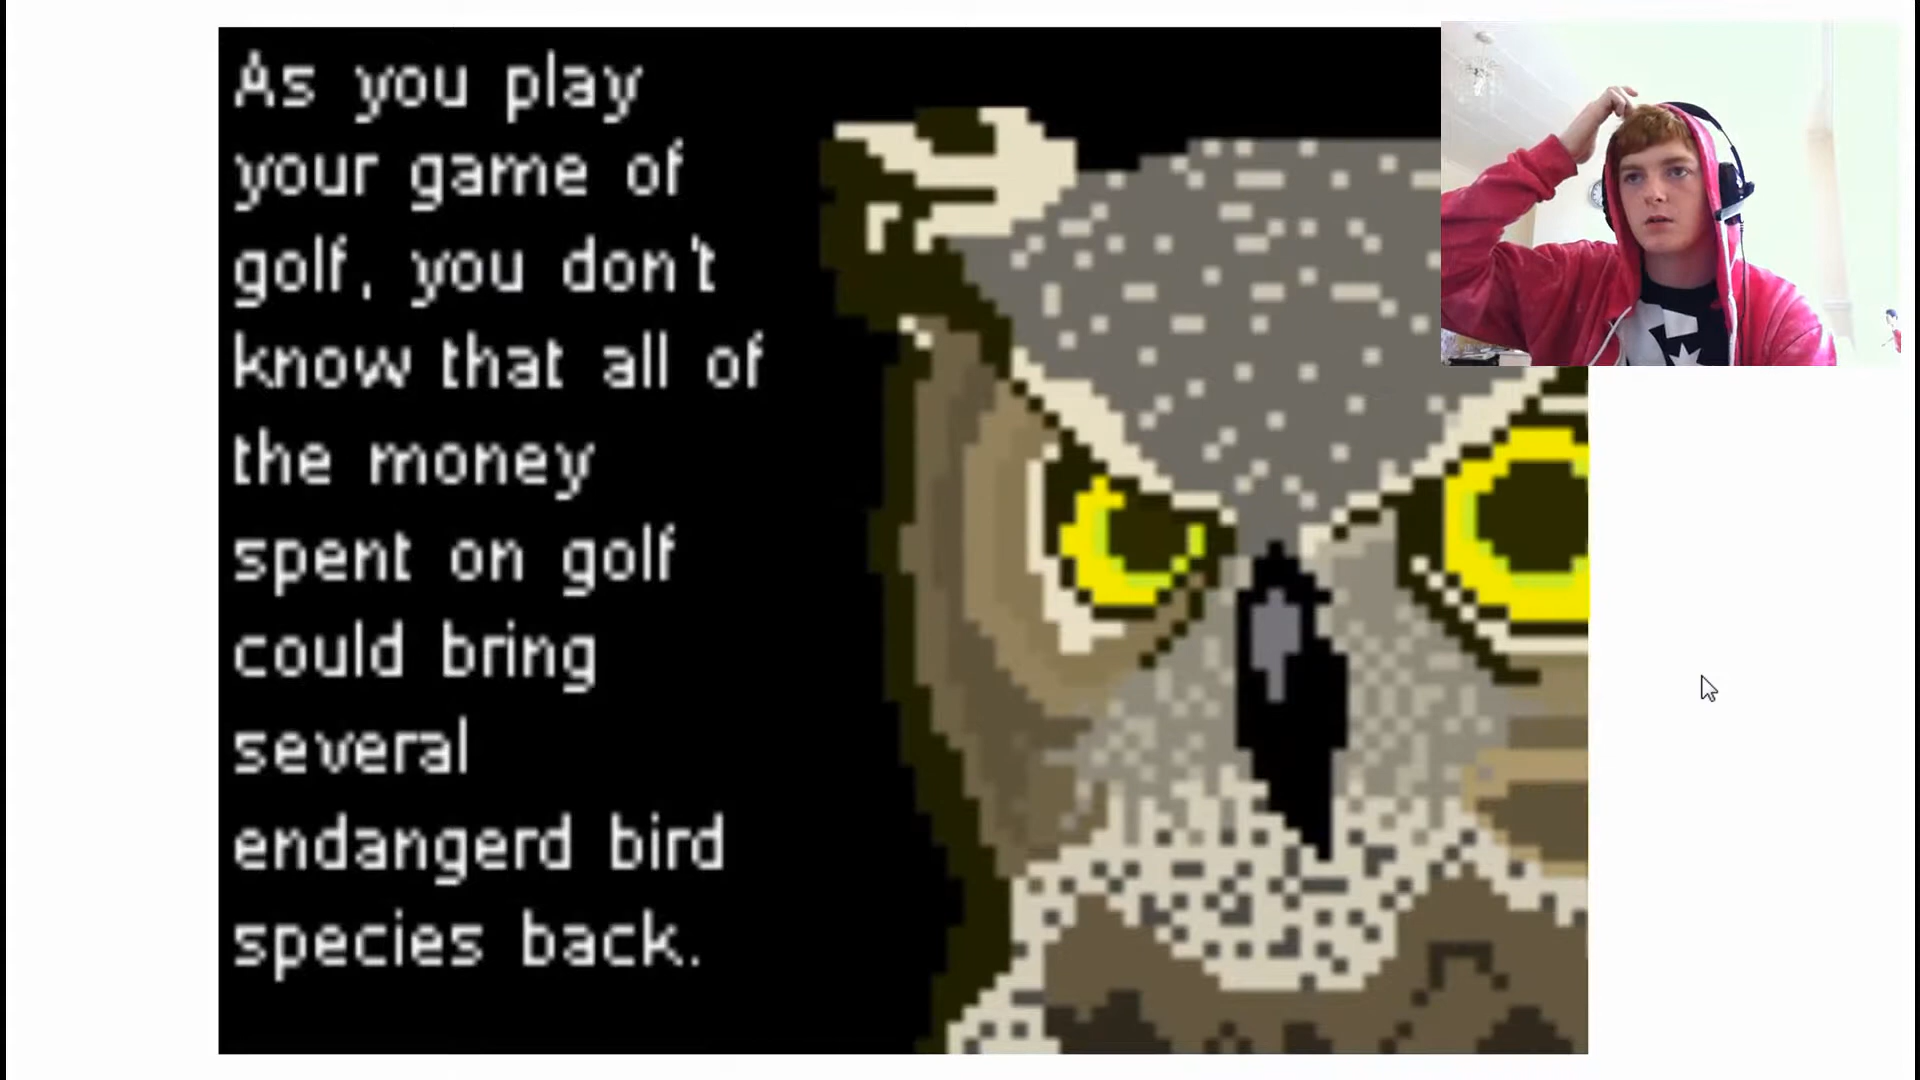 As you play
your game of
golf, you don't
know that all of
the money
spent on golf
could bring
several
endangerd bird
species back.